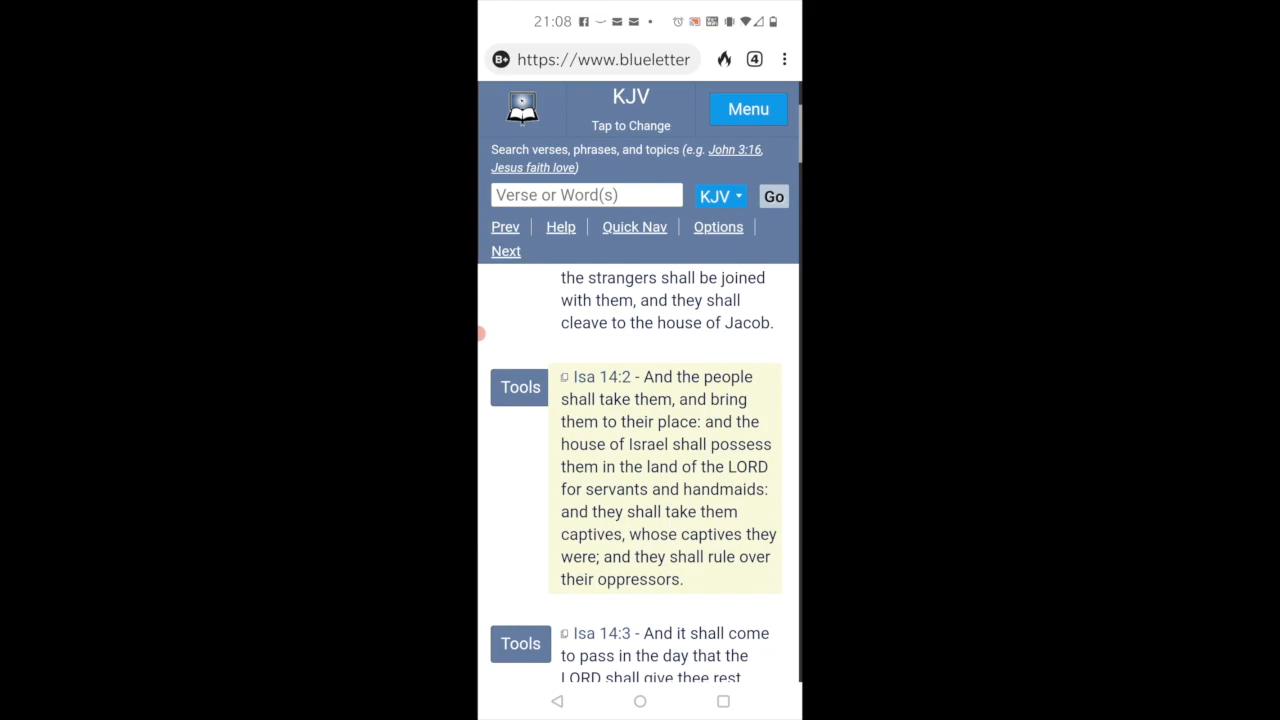 21:08
B+ https://www.blueletter 4
KJV
Menu
Tap to Change
Search verses, phrases, and topics (e.g. John 3:16,
Jesus faith love)
Verse or Word(s) KJV Go
Prev Help Quick Nav Options
Next
the strangers shall be joined
with them, and they shall
cleave to the house of Jacob.
Tools Isa 14:2 - And the people
shall take them, and bring
them to their place: and the
house of Israel shall possess
them in the land of the LORD
for servants and handmaids:
and they shall take them
captives, whose captives they
were; and they shall rule over
their oppressors.
Tools Isa 14:3 - And it shall come
to pass in the day that the
LORD shall give thee rest